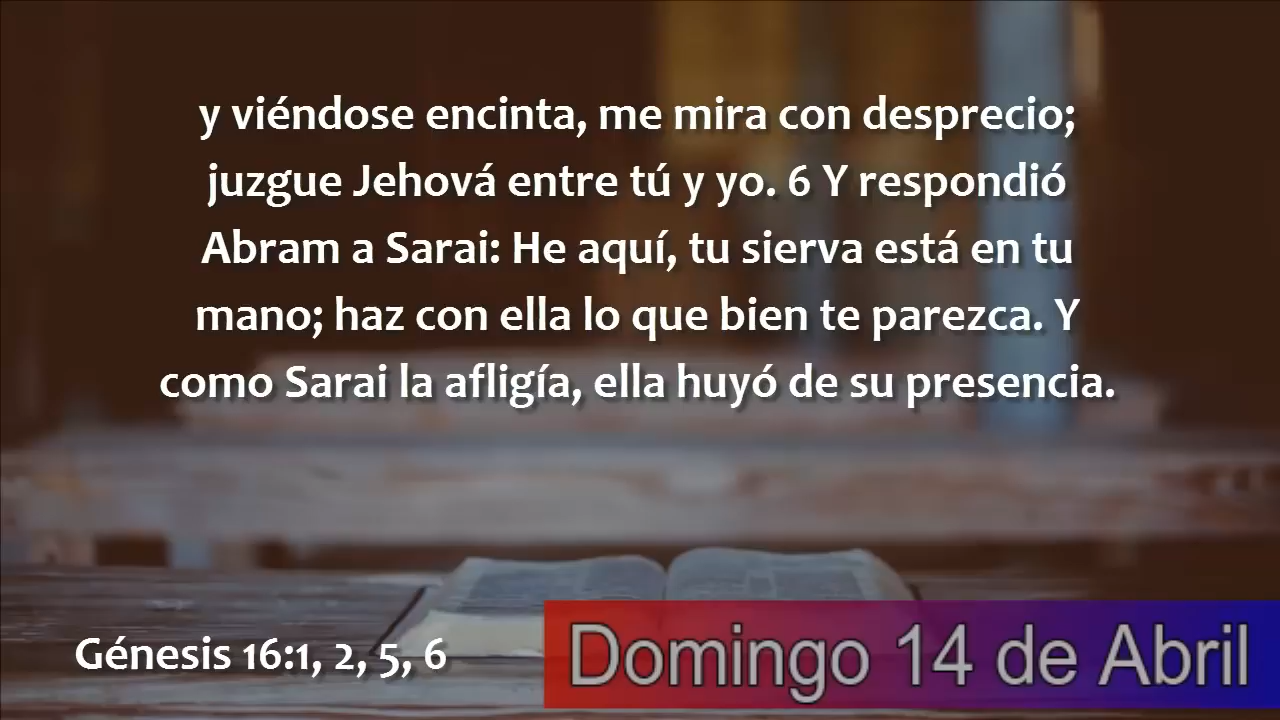 y viéndose encinta, me mira con desprecio;
juzgue Jehová entre tú y yo. 6 Y respondió
Abram a Sarai: He aquí, tu sierva está en tu
mano; haz con ella lo que bien te parezca. Y
como Sarai la afligía, ella huyó de su presencia.
Génesis 16:1, 2, 5, 6
Domingo 14 de Abril